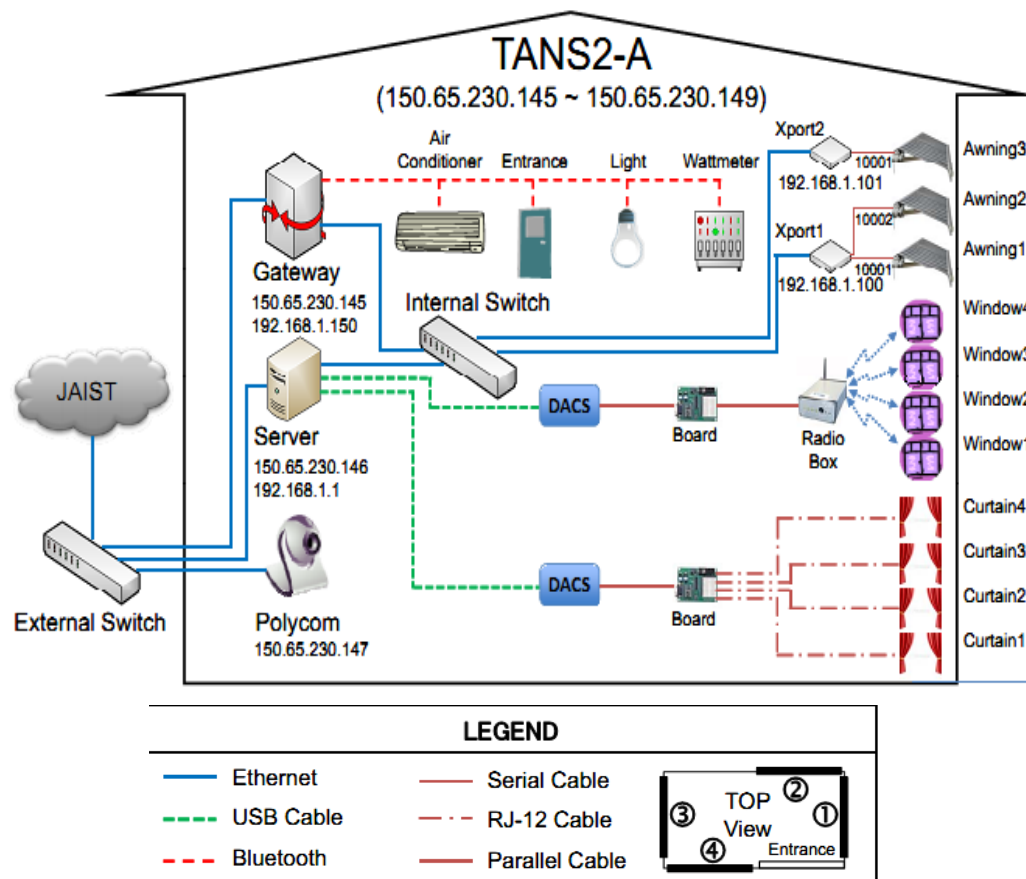 TANS2-A
(150.65.230.145 ~ 150.65.230.149)
Air
Conditioner
Entrance
Light
Wattmeter
Xport2
10001
192.168.1.101
Awning3
Awning2
10002
Xport1
Awning1
10001
192.168.1.100
Gateway
150.65.230.145
192.168.1.150
Internal Switch
Window4
Window3
Window2
Window1
JAIST
Server
150.65.230.146
192.168.1.1
DACS
Board
Radio
Box
Curtain4
Curtain3
Curtain2
Curtain1
DACS
Board
External Switch
Polycom
150.65.230.147
LEGEND
Ethernet
USB Cable
Bluetooth
Serial Cable
RJ-12 Cable
Parallel Cable
TOP
View
①
②
③
④
Entrance